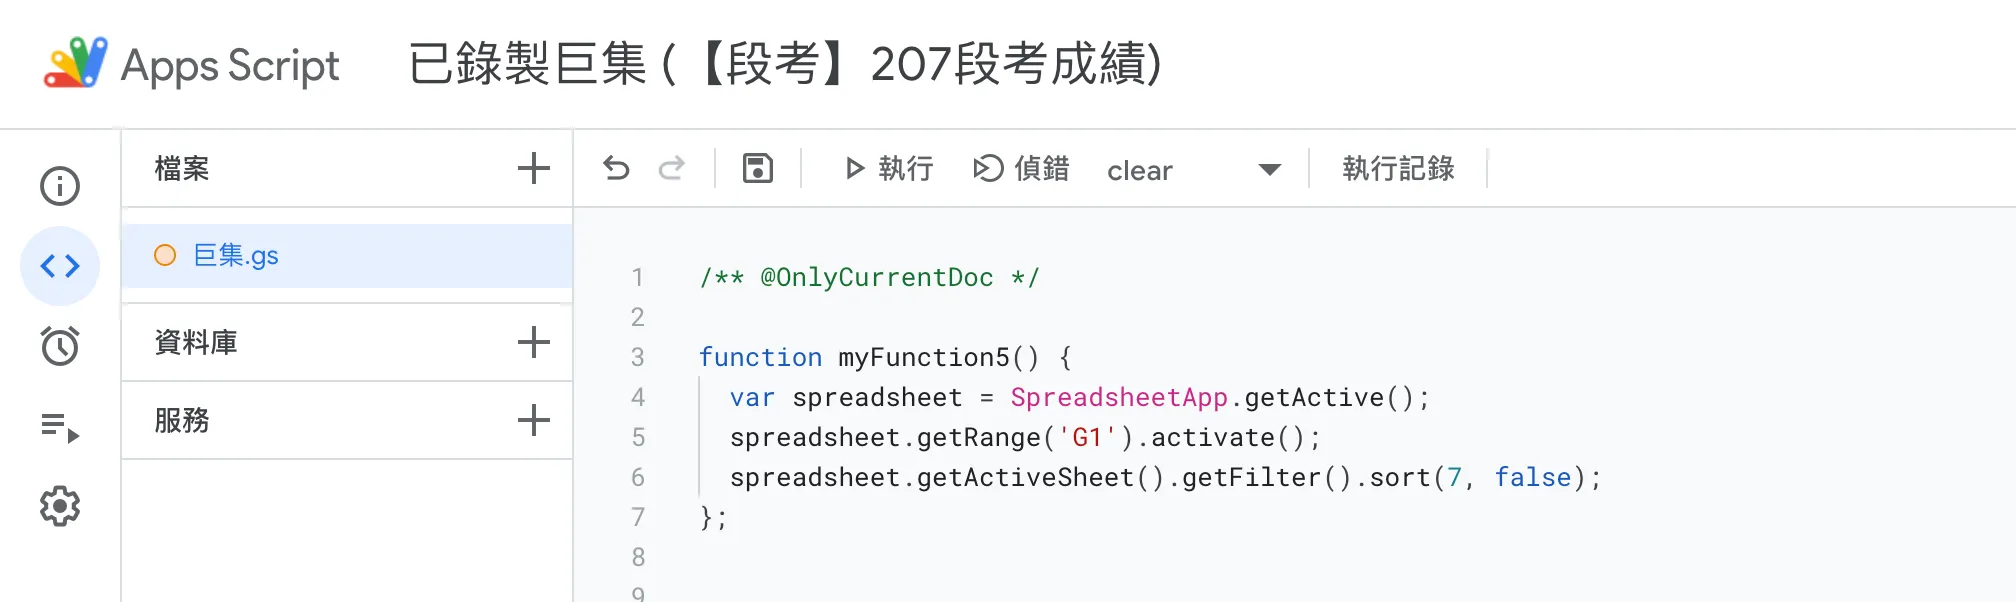 Apps Script 已錄製巨集 (【段考】207段考成績)
檔案
執行 偵錯 clear 執行記錄
巨集.gs
資料庫
服務
1 /** @OnlyCurrentDoc */
2
3 function myFunction5() {
4 var spreadsheet = SpreadsheetApp.getActive();
5 spreadsheet.getRange('G1').activate();
6 spreadsheet.getActiveSheet().getFilter().sort(7, false);
7 };
8
9